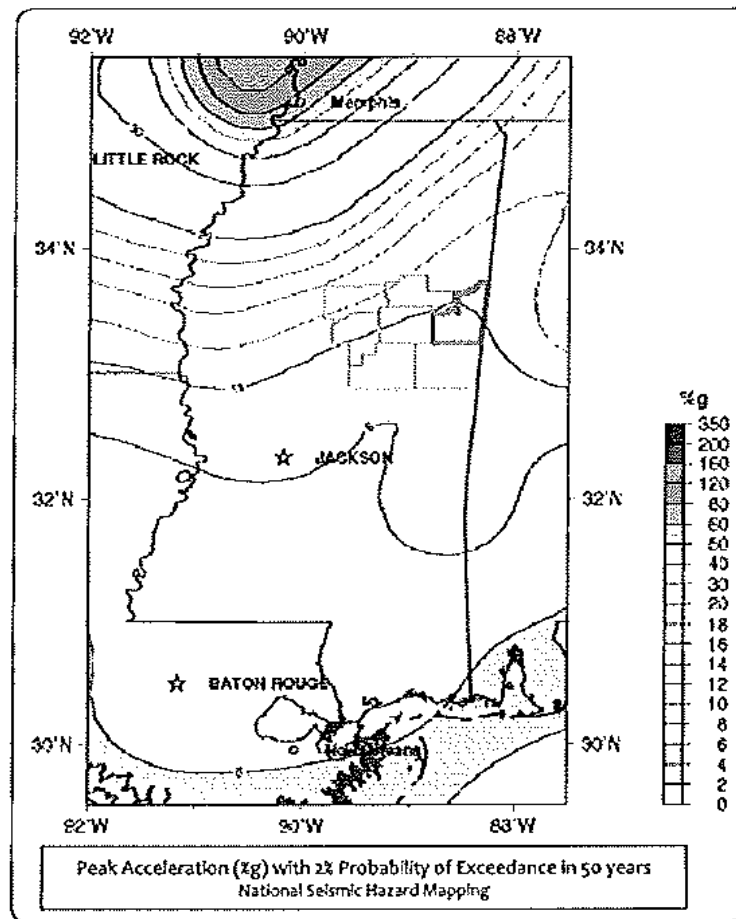 92'W 90'W 88'W
Memphis
LITTLE ROCK
34'N 34'N
%g
350
200
160
120
80
60
50
40
30
20
18
16
14
12
10
8
6
4
2
0
JACKSON
32'N 32'N
BATON ROUGE
30'N 30'N
92'W 90'W 88'W
Peak Acceleration (%g) with 2% Probability of Exceedance in 50 years
National Seismic Hazard Mapping